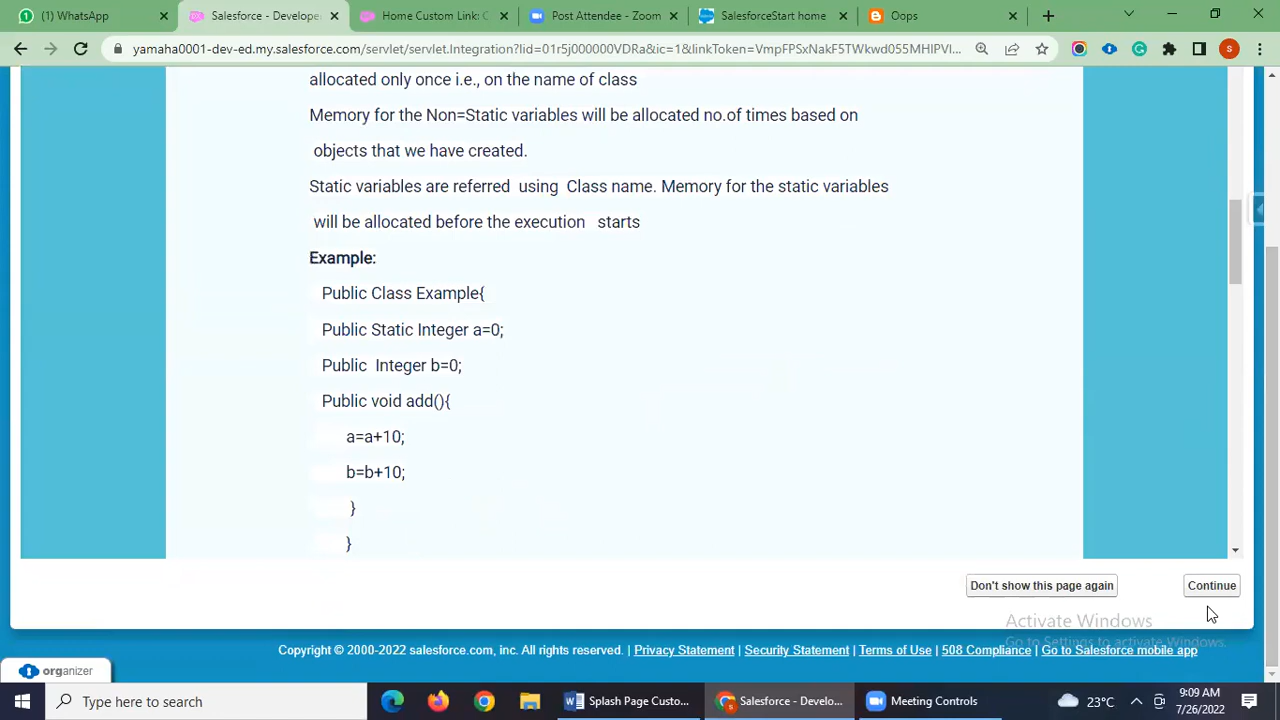 (1) WhatsApp
Salesforce - Develope
Home Custom Link: C
Post Attendee - Zoom
SalesforceStart home
Oops
yamaha0001-dev-ed.my.salesforce.com/servlet/servlet.Integration?lid=01r5j000000VDRa&ic=1&linkToken=VmpFPSxNakF5TWkwd055MHlPVl...
S
allocated only once i.e., on the name of class
Memory for the Non=Static variables will be allocated no.of times based on
objects that we have created.
Static variables are referred using Class name. Memory for the static variables
will be allocated before the execution starts
Example:
Public Class Example{
Public Static Integer a=0;
Public Integer b=0;
Public void add(){
a=a+10;
b=b+10;
}
}
Don't show this page again
Continue
Activate Windows
Go to Settings to activate Windows.
Copyright © 2000-2022 salesforce.com, inc. All rights reserved. | Privacy Statement | Security Statement | Terms of Use | 508 Compliance | Go to Salesforce mobile app
organizer
Type here to search
Splash Page Custo...
Salesforce - Develo...
Meeting Controls
23°C
9:09 AM
7/26/2022